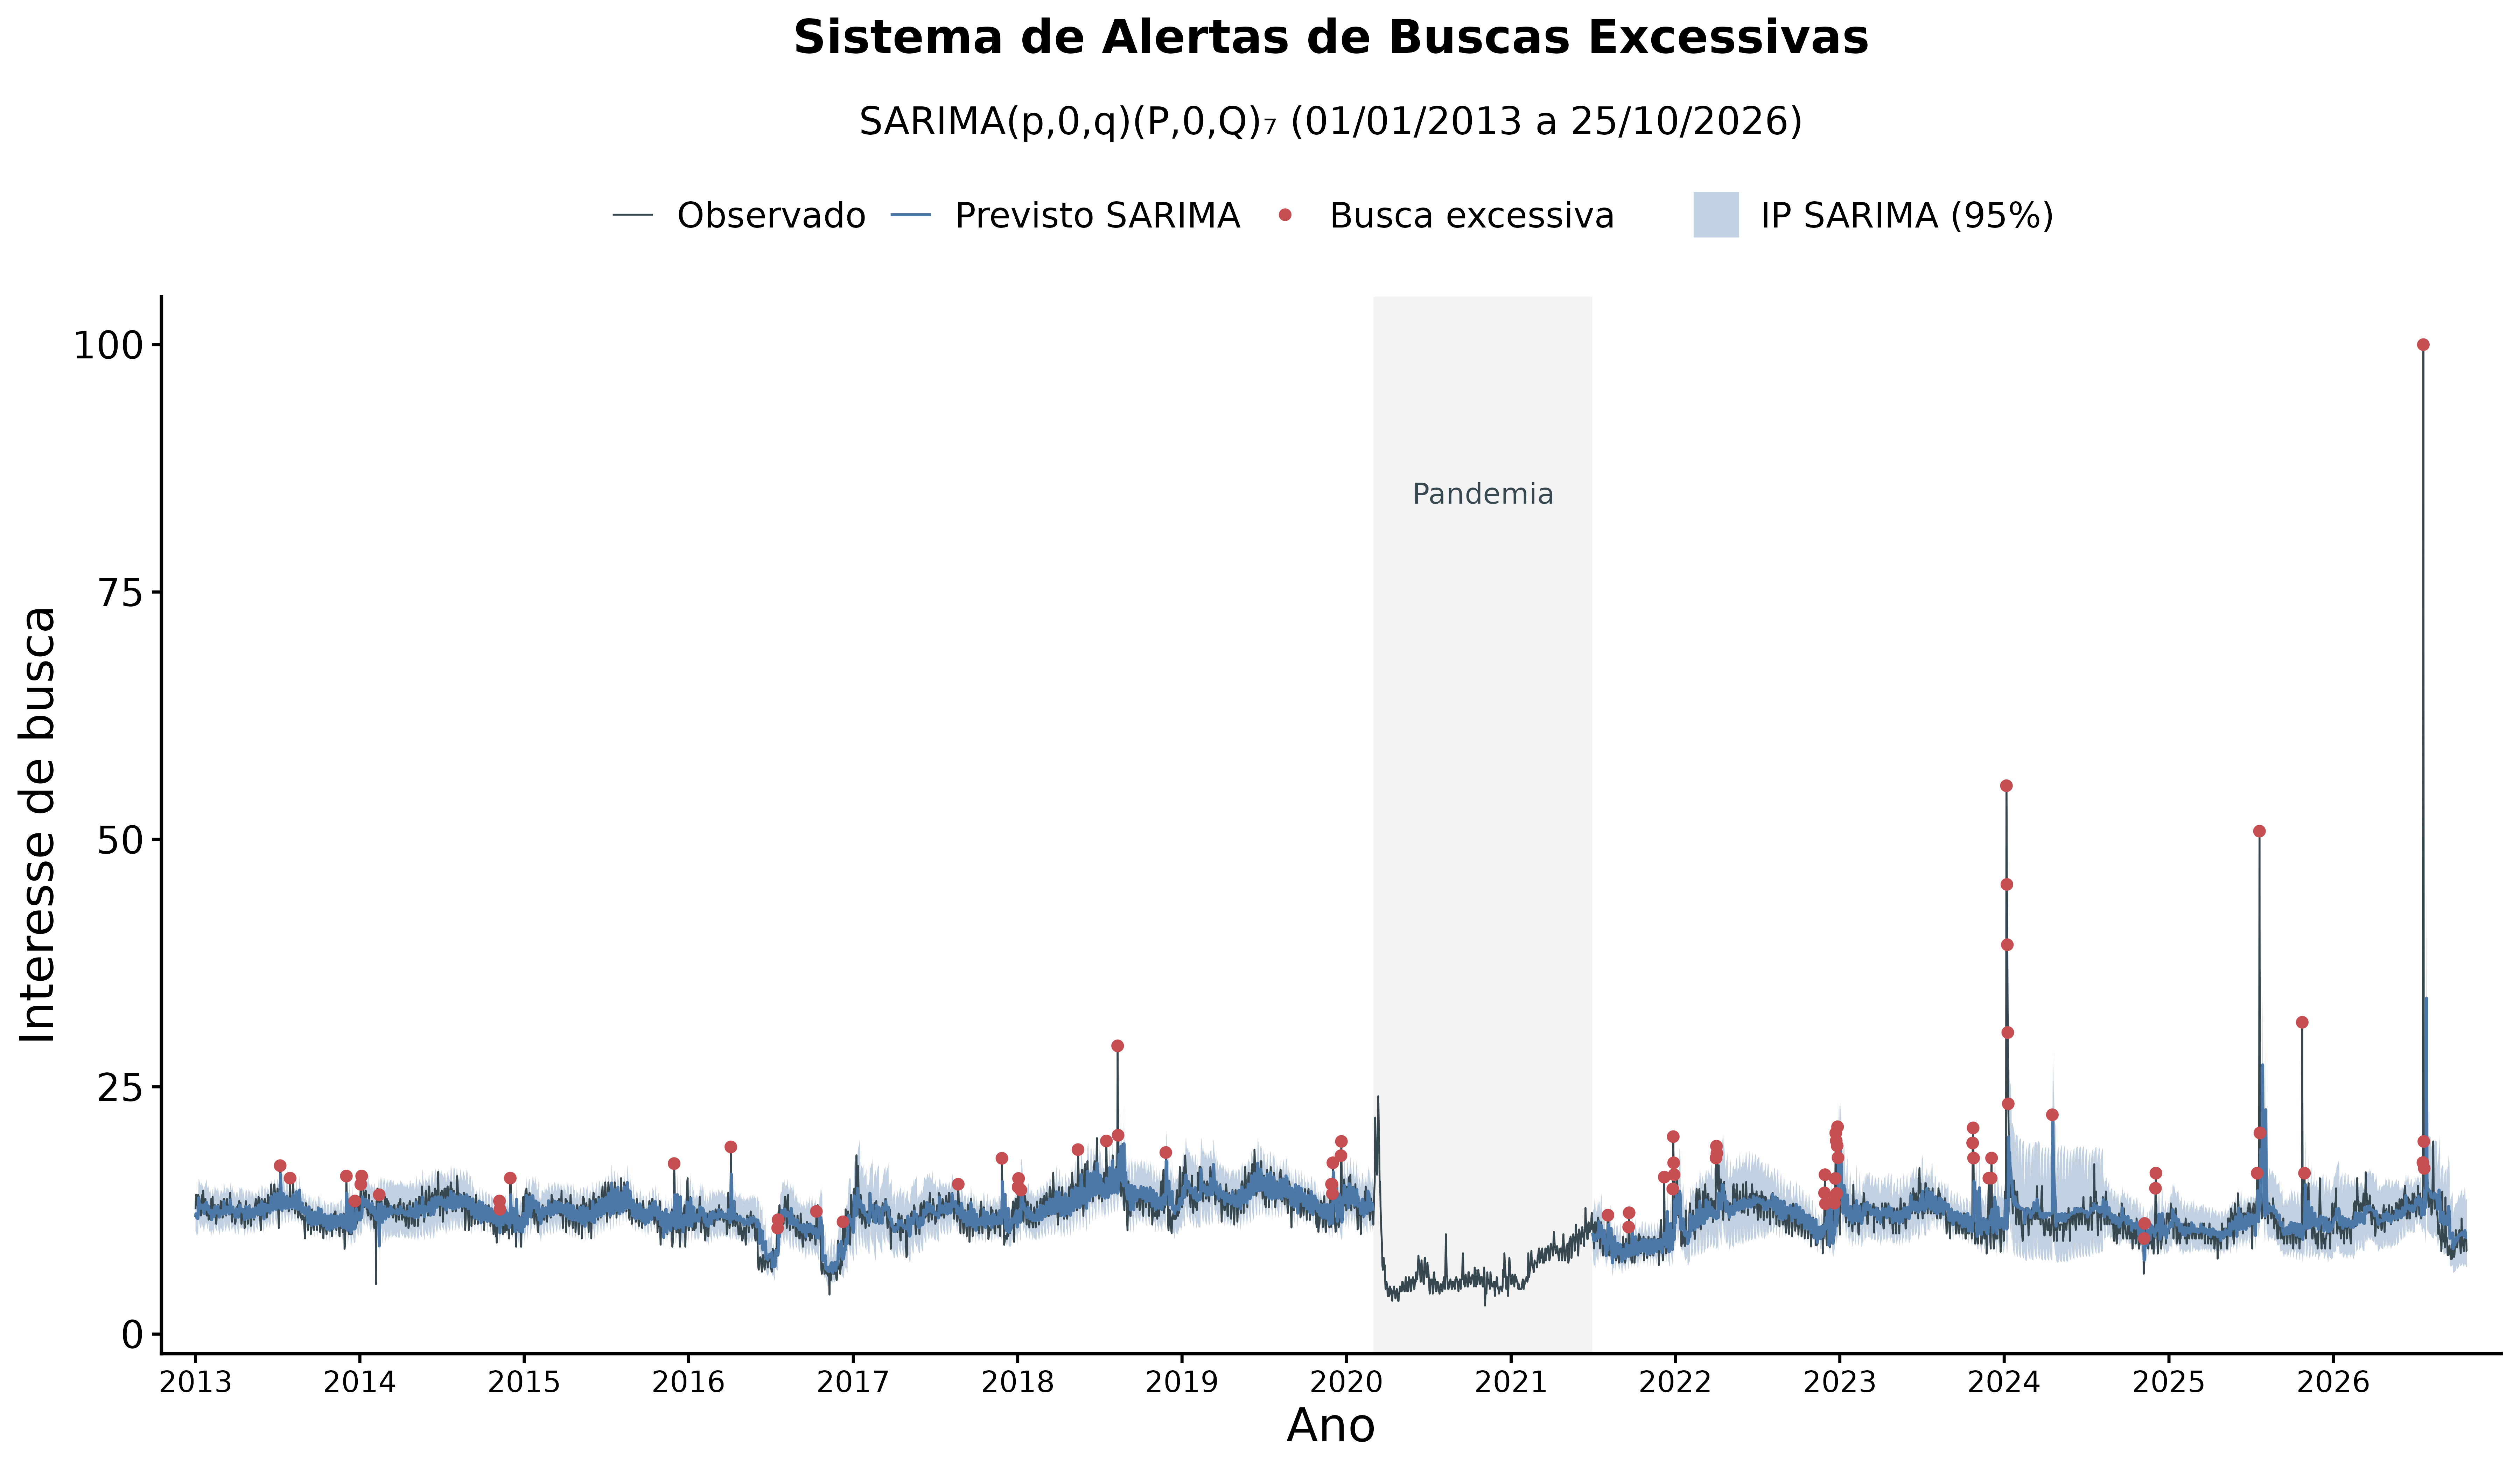 Sistema de Alertas de Buscas Excessivas
SARIMA(p,0,q)(P,0,Q)₇ (01/01/2013 a 25/10/2026)
Observado Previsto SARIMA Busca excessiva IP SARIMA (95%)
Interesse de busca
100
75
50
25
0
Pandemia
2013 2014 2015 2016 2017 2018 2019 2020 2021 2022 2023 2024 2025 2026
Ano